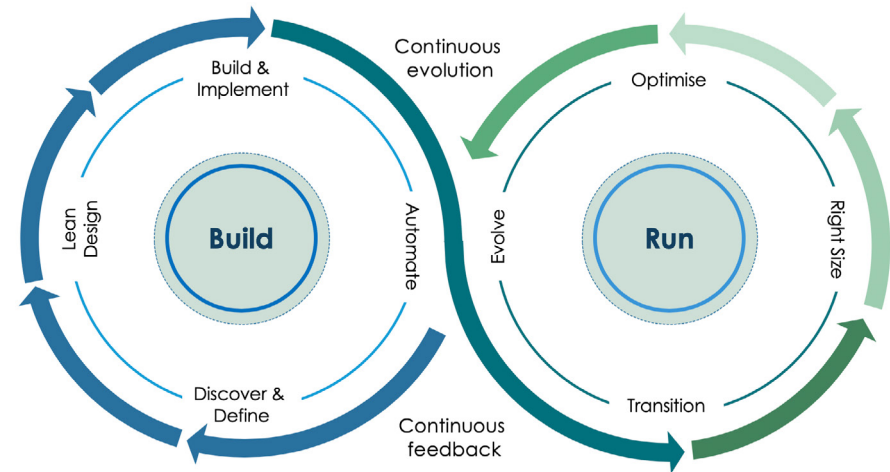 Continuous
evolution
Build &
Implement
Optimise
Lean
Design
Build
Automate
Evolve
Run
Right Size
Discover &
Define
Transition
Continuous
feedback